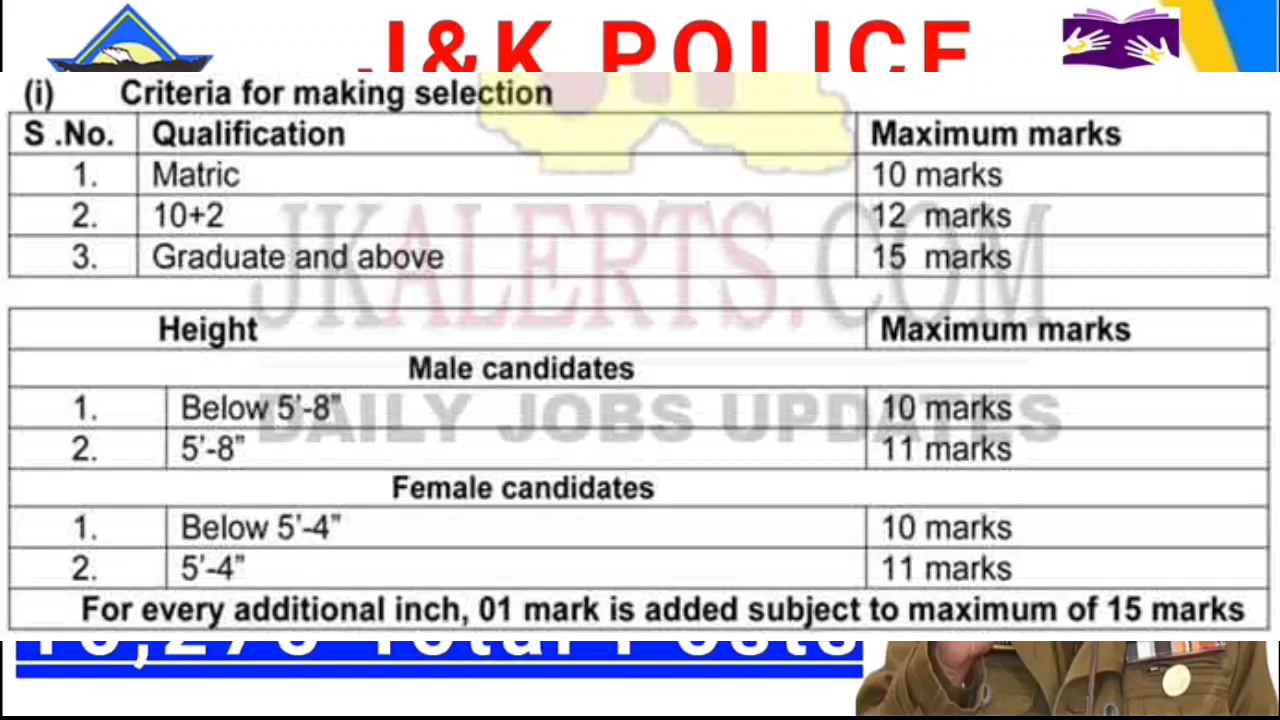 J&K POLICE
(i) Criteria for making selection
S .No. Qualification Maximum marks
1. Matric 10 marks
2. 10+2 12 marks
3. Graduate and above 15 marks
JKALERTS.COM
Height Maximum marks
Male candidates
1. Below 5'-8" 10 marks
DAILY JOBS UPDATES
2. 5'-8" 11 marks
Female candidates
1. Below 5'-4" 10 marks
2. 5'-4" 11 marks
For every additional inch, 01 mark is added subject to maximum of 15 marks
Total Posts